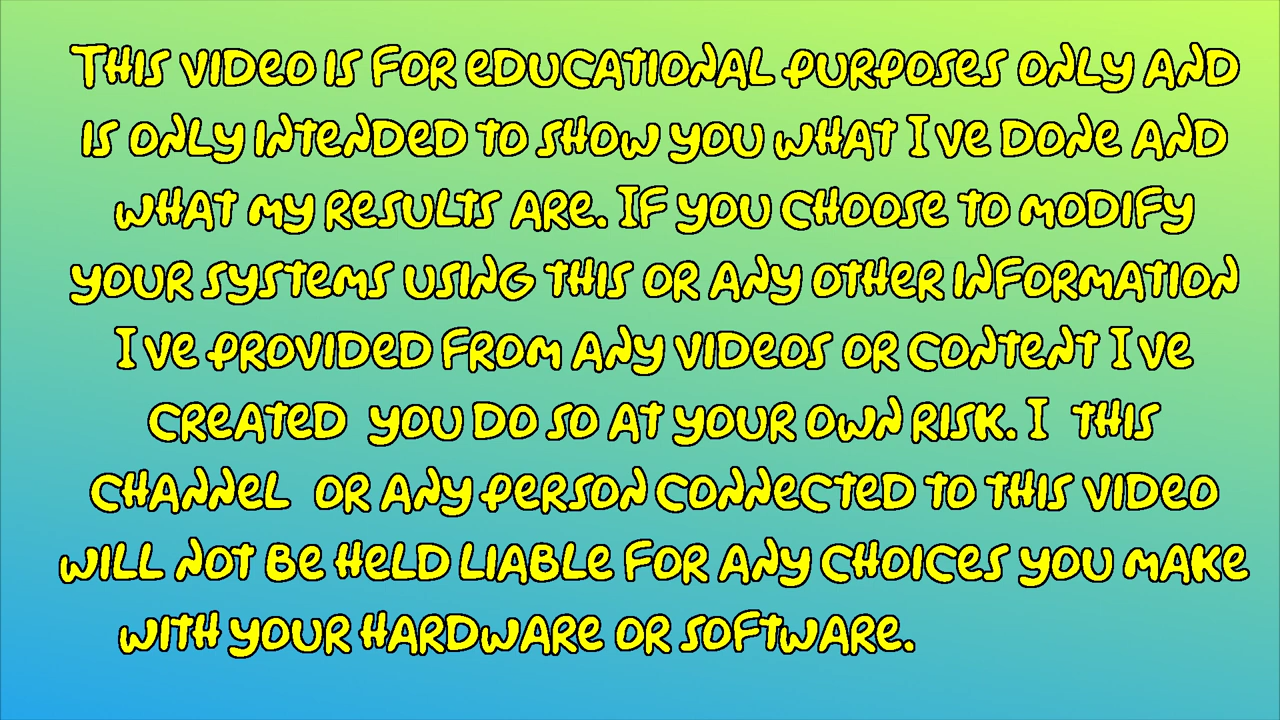 This video is for educational purposes only and
is only intended to show you what I've done and
what my results are. If you choose to modify
your systems using this or any other information
I've provided from any videos or content I've
created you do so at your own risk. I this
channel or any person connected to this video
will not be held liable for any choices you make
with your hardware or software.